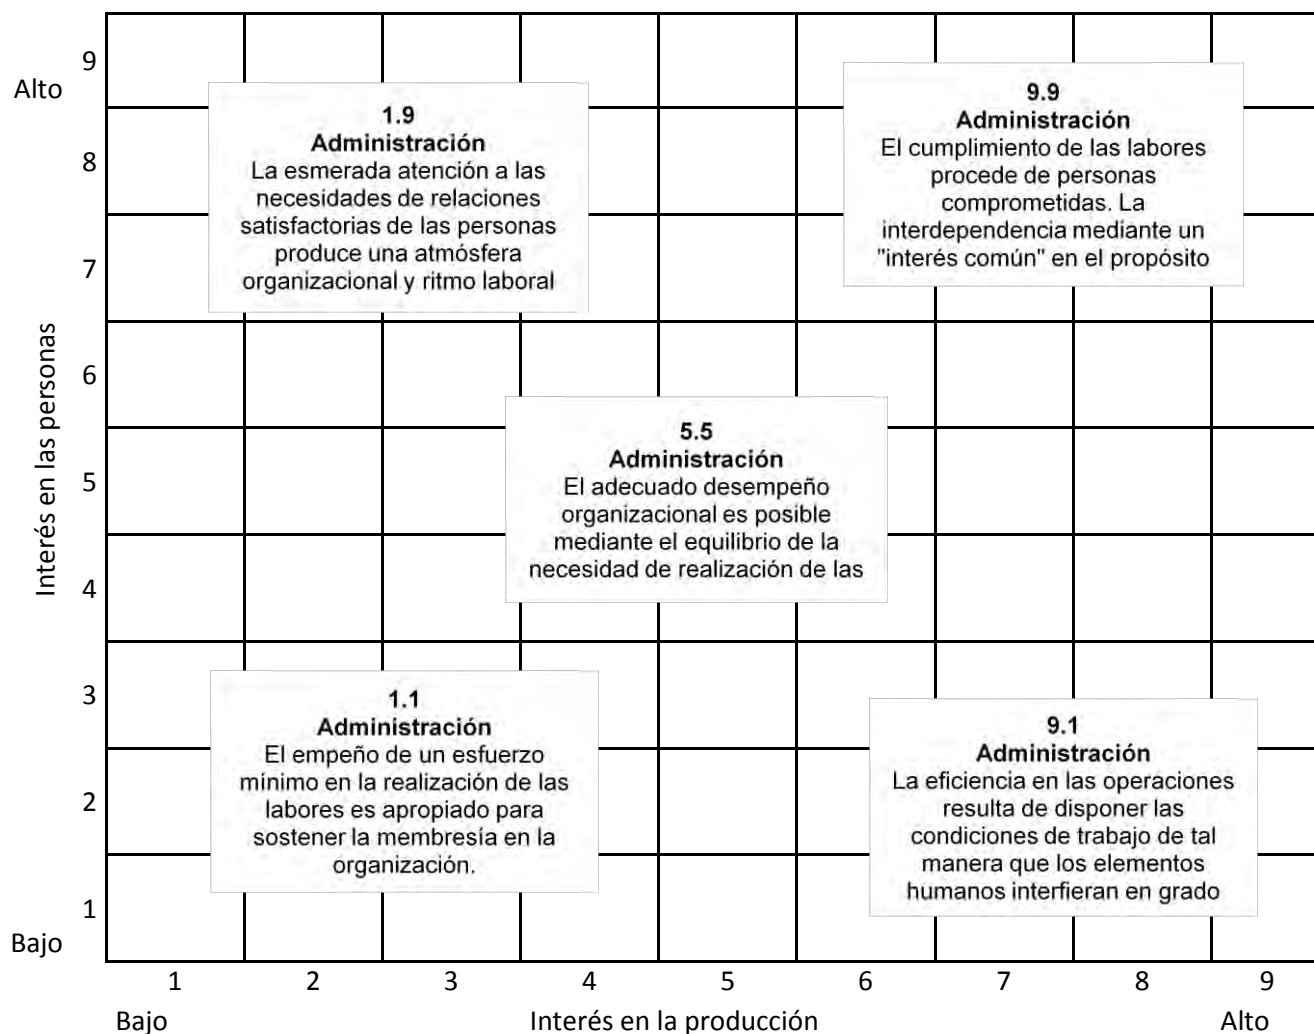 9
Alto
8
7
6
5
4
3
2
1
Bajo
Interés en las personas
1.9
Administración
La esmerada atención a las
necesidades de relaciones
satisfactorias de las personas
produce una atmósfera
organizacional y ritmo laboral
9.9
Administración
El cumplimiento de las labores
procede de personas
comprometidas. La
interdependencia mediante un
"interés común" en el propósito
5.5
Administración
El adecuado desempeño
organizacional es posible
mediante el equilibrio de la
necesidad de realización de las
1.1
Administración
El empeño de un esfuerzo
mínimo en la realización de las
labores es apropiado para
sostener la membresía en la
organización.
9.1
Administración
La eficiencia en las operaciones
resulta de disponer las
condiciones de trabajo de tal
manera que los elementos
humanos interfieran en grado
1 2 3 4 5 6 7 8 9
Bajo Interés en la producción Alto